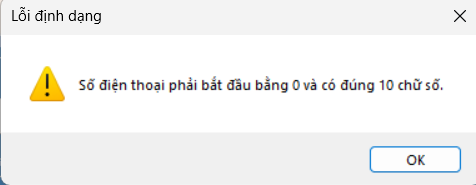 Lỗi định dạng
Số điện thoại phải bắt đầu bằng 0 và có đúng 10 chữ số.
OK